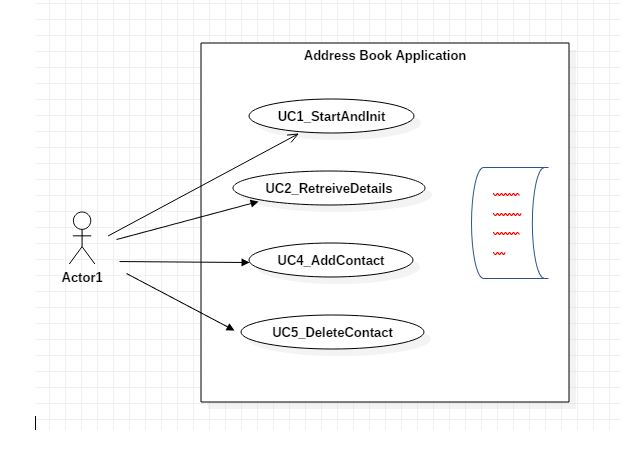 Address Book Application
UC1_StartAndInit
UC2_RetreiveDetails
UC4_AddContact
Actor1
UC5_DeleteContact